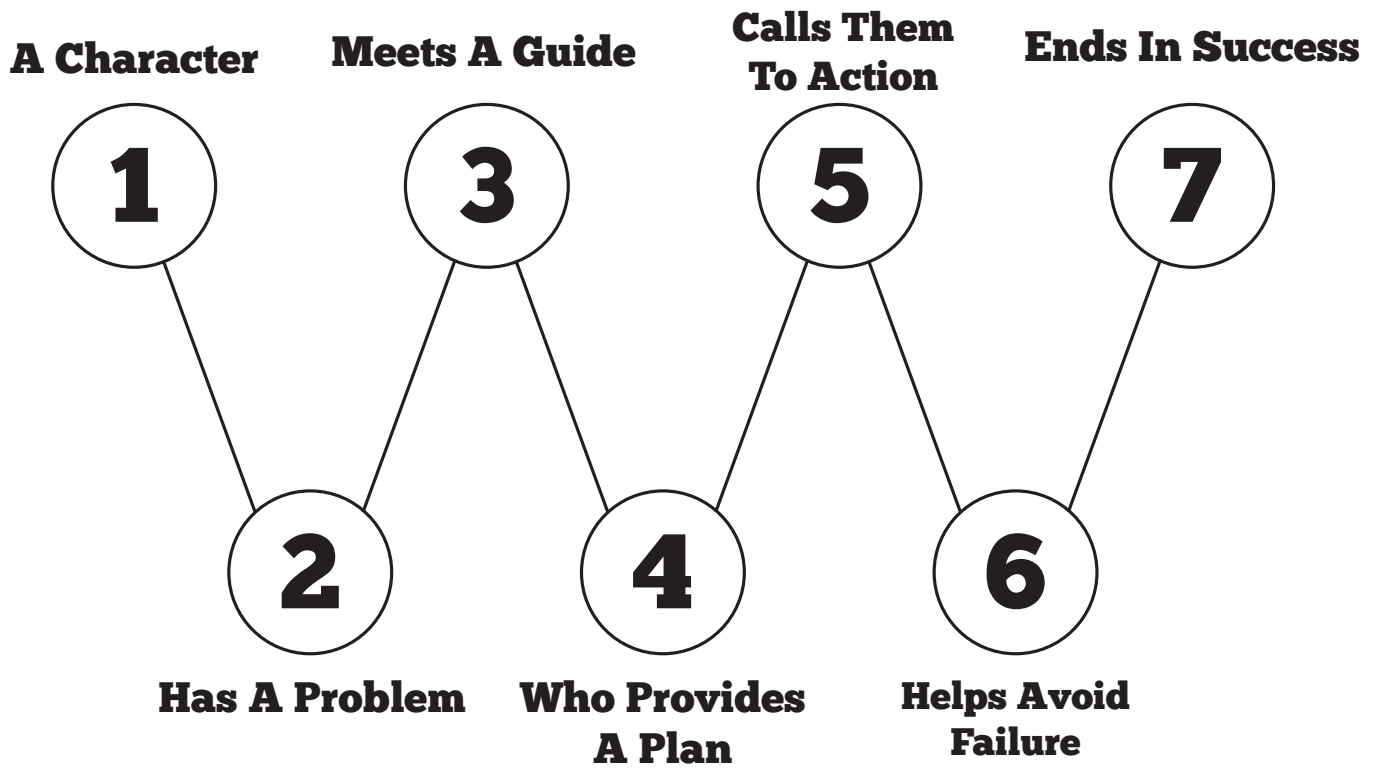 A Character
1
Has A Problem
2
Meets A Guide
3
Who Provides
A Plan
4
Calls Them
To Action
5
Helps Avoid
Failure
6
Ends In Success
7